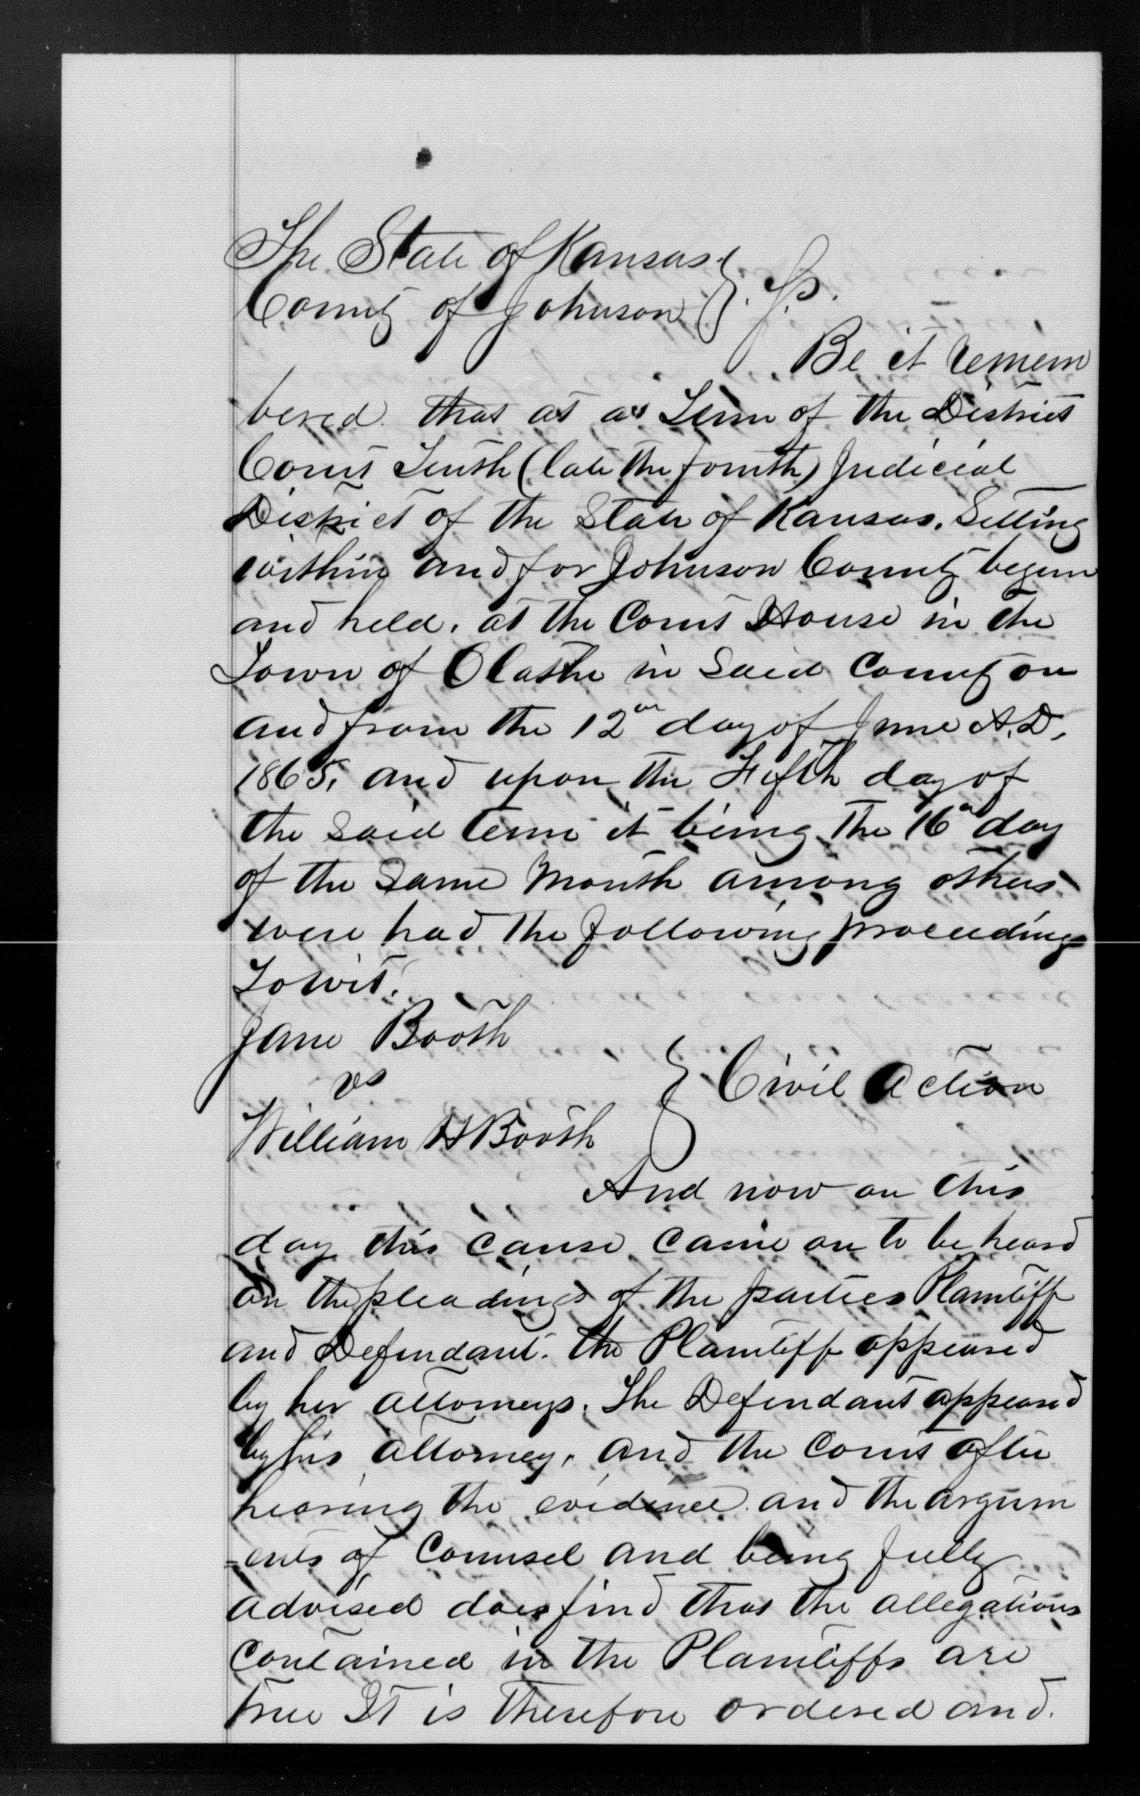 The State of Kansas }
County of Johnson } ss.
Be it remem
bered that at a Term of the District
Court Tenth (late the fourth) Judicial
District of the State of Kansas. Sitting
within and for Johnson County begun
and held, at the Court House in the
Town of Olathe in Said County on
and from the 12th day of June A.D.
1865, and upon the Fifth day of
the Said term it being the 16th day
of the Same Month among others
were had the following proceedings
Towit.
Jane Booth
vs } Civil Action
William H Booth
And now on this
day this cause came on to be heard
on the pleadings of the parties Plaintiff
and Defendant. the Plaintiff appeared
by her attorneys. The Defendant appeared
by his attorney, and the Court after
hearing the evidence and the argum
=ents of Counsel and being fully
advised does find that the allegations
contained in the Plaintiffs are
true It is therefore ordered and.